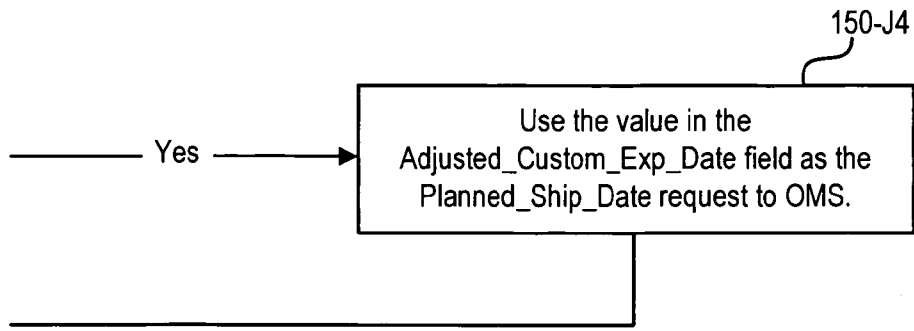 150-J4
Yes
Use the value in the
Adjusted_Custom_Exp_Date field as the
Planned_Ship_Date request to OMS.